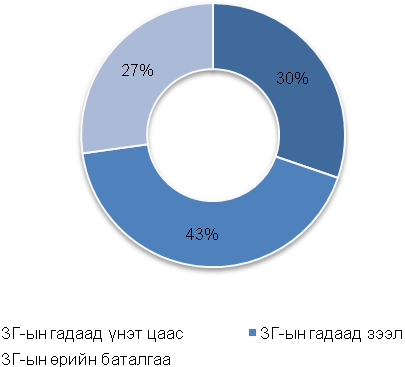 27%
30%
43%
ЗГ-ын гадаад үнэт цаас
ЗГ-ын гадаад зээл
ЗГ-ын өрийн баталгаа